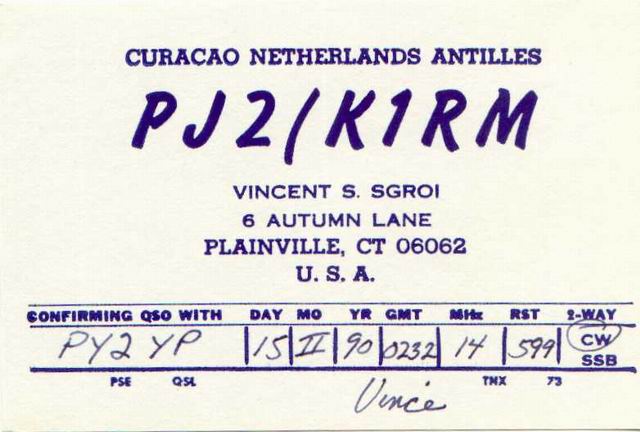 CURACAO NETHERLANDS ANTILLES
PJ2/K1RM
VINCENT S. SGROI
6 AUTUMN LANE
PLAINVILLE, CT 06062
U. S. A.
CONFIRMING QSO WITH DAY MO YR GMT MHz RST 2-WAY
PY2YP 15 II 90 0232 14 599 CW
SSB
PSE QSL TNX 73
Vince